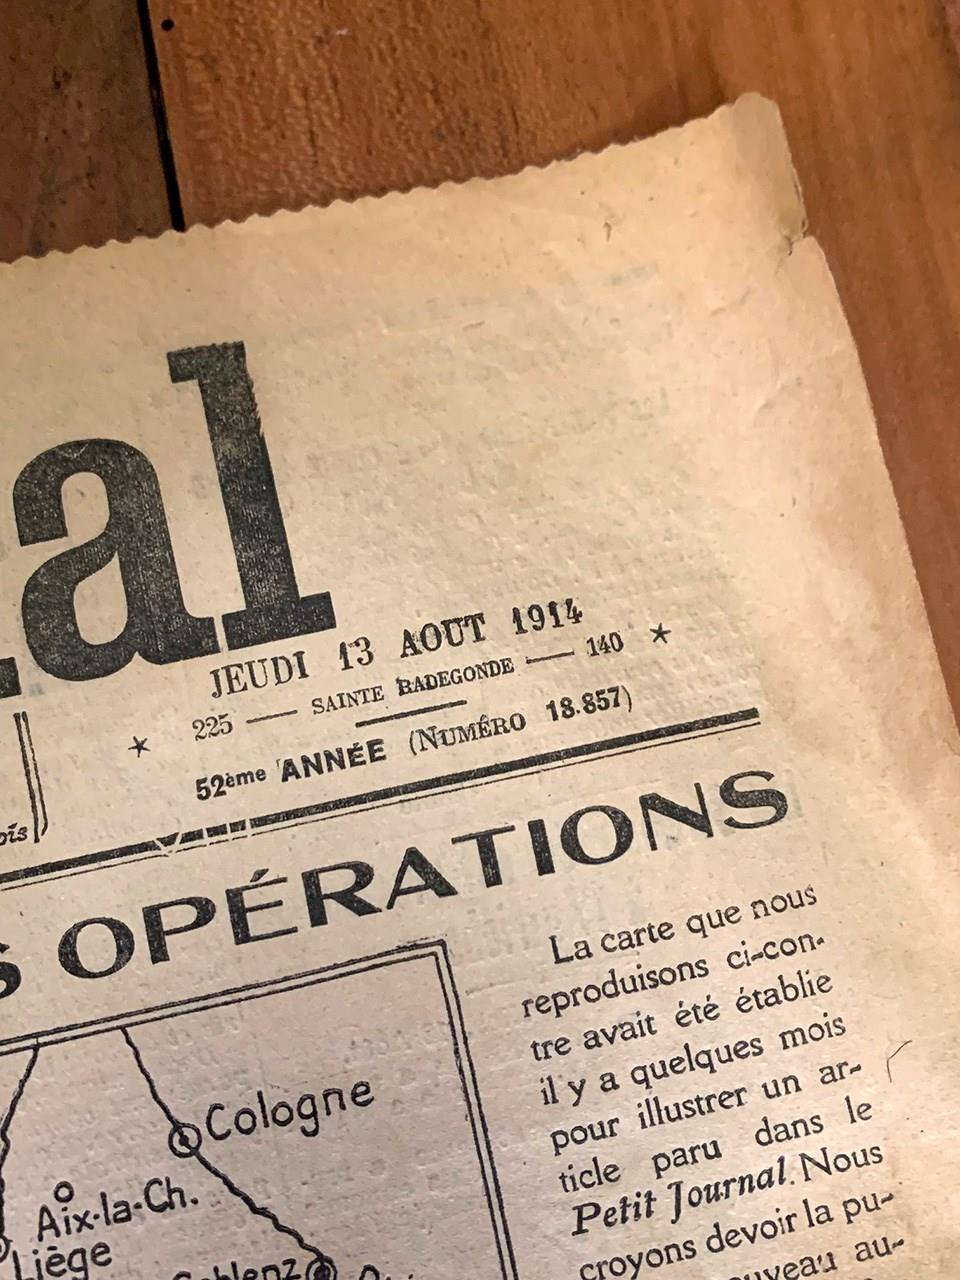 al
JEUDI 13 AOUT 1914
225 — SAINTE RADEGONDE — 140
52ème ANNÉE (NUMÉRO 18.857)
OPÉRATIONS
La carte que nous
reproduisons ci-con-
tre avait été établie
il y a quelques mois
pour illustrer un ar-
ticle paru dans le
Petit Journal. Nous
croyons devoir la pu-
au-
Cologne
Aix-la-Ch.
Liège